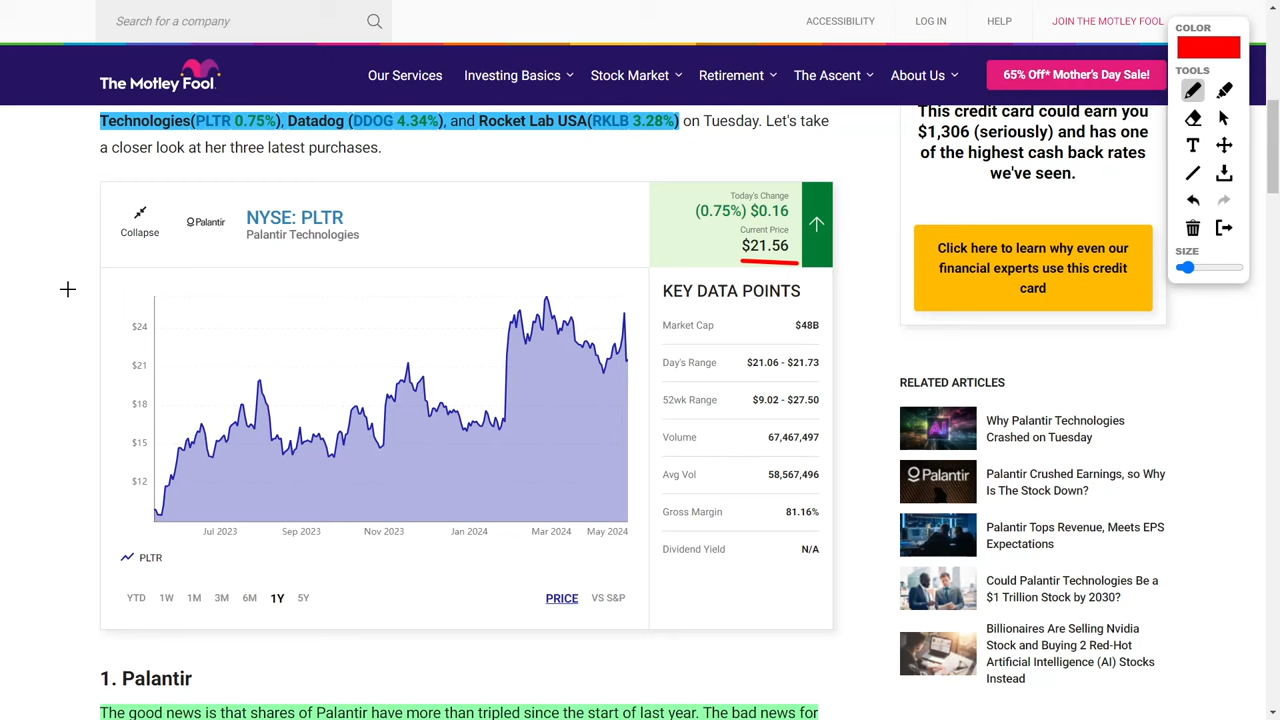 Search for a company
ACCESSIBILITY LOG IN HELP JOIN THE MOTLEY FOOL
The Motley Fool
Our Services Investing Basics Stock Market Retirement The Ascent About Us 65% Off* Mother's Day Sale!
COLOR
TOOLS
T
SIZE
Technologies(PLTR 0.75%), Datadog (DDOG 4.34%), and Rocket Lab USA(RKLB 3.28%) on Tuesday. Let's take
a closer look at her three latest purchases.
Collapse
Palantir
NYSE: PLTR
Palantir Technologies
Today's Change
(0.75%) $0.16
Current Price
$21.56
$24
$21
$18
$15
$12
Jul 2023 Sep 2023 Nov 2023 Jan 2024 Mar 2024 May 2024
PLTR
YTD 1W 1M 3M 6M 1Y 5Y PRICE VS S&P
KEY DATA POINTS
Market Cap $48B
Day's Range $21.06 - $21.73
52wk Range $9.02 - $27.50
Volume 67,467,497
Avg Vol 58,567,496
Gross Margin 81.16%
Dividend Yield N/A
1. Palantir
The good news is that shares of Palantir have more than tripled since the start of last year. The bad news for
This credit card could earn you
$1,306 (seriously) and has one
of the highest cash back rates
we've seen.
Click here to learn why even our
financial experts use this credit
card
RELATED ARTICLES
AI
Why Palantir Technologies
Crashed on Tuesday
Palantir
Palantir Crushed Earnings, so Why
Is The Stock Down?
Palantir Tops Revenue, Meets EPS
Expectations
Could Palantir Technologies Be a
$1 Trillion Stock by 2030?
Billionaires Are Selling Nvidia
Stock and Buying 2 Red-Hot
Artificial Intelligence (AI) Stocks
Instead